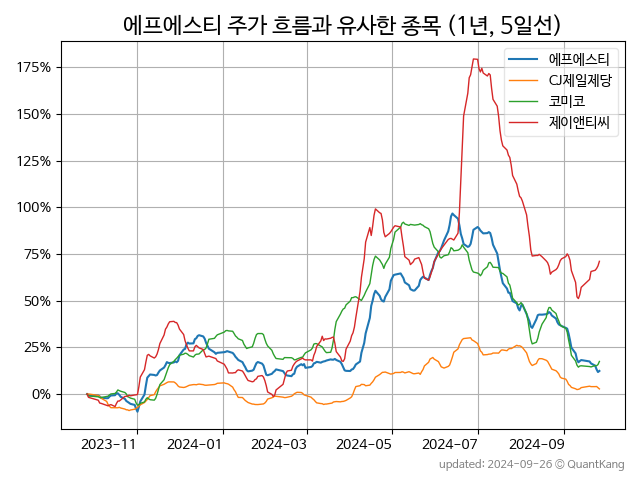 에프에스티 주가 흐름과 유사한 종목 (1년, 5일선)
에프에스티
CJ제일제당
코미코
제이앤티씨
175%
150%
125%
100%
75%
50%
25%
0%
2023-11 2024-01 2024-03 2024-05 2024-07 2024-09
updated: 2024-09-26 © QuantKang